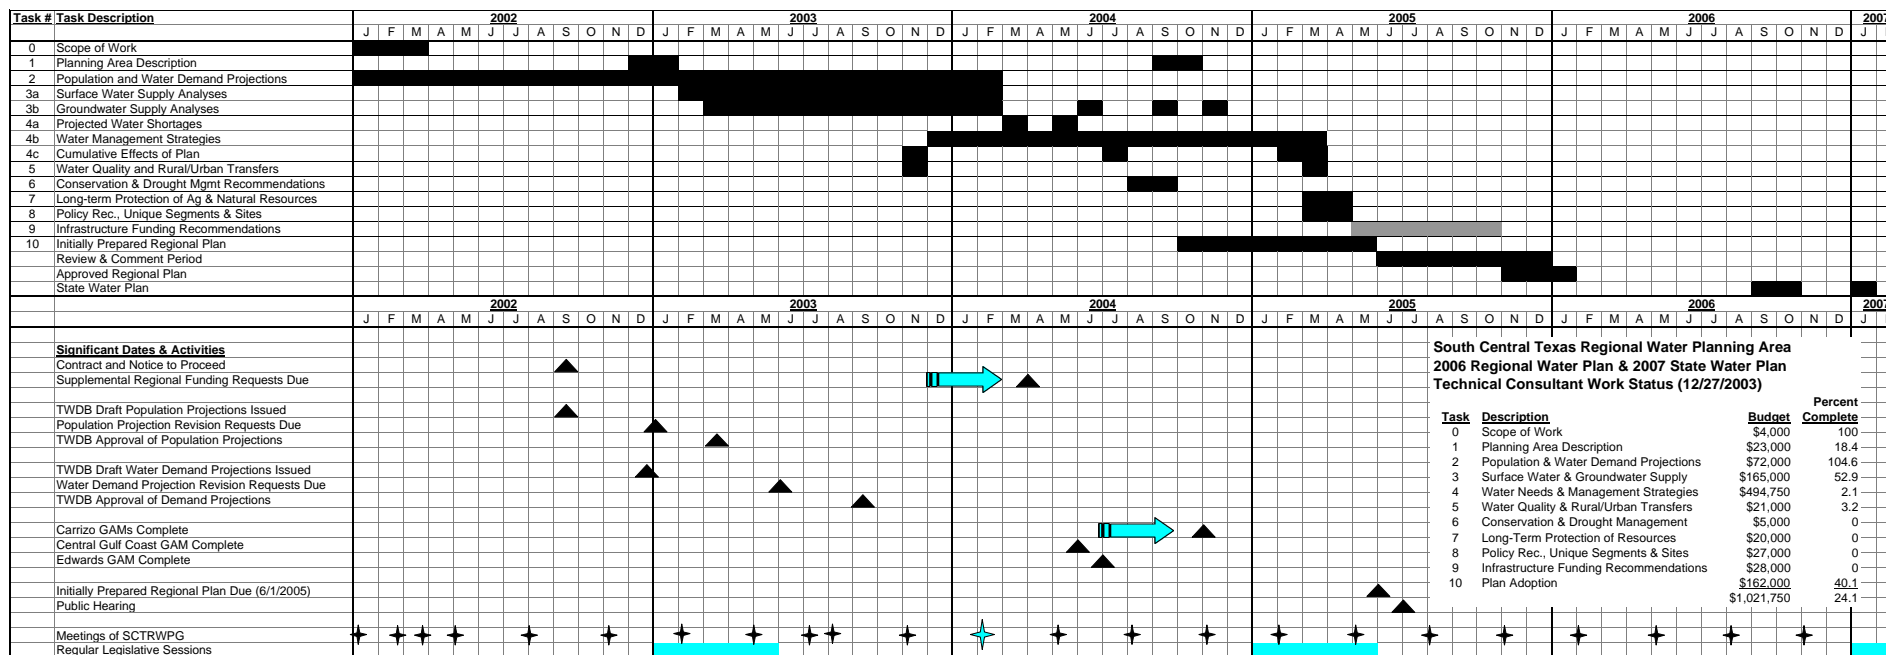 Task # Task Description 2002 2003 2004 2005 2006 2007
J F M A M J J A S O N D J F M A M J J A S O N D J F M A M J J A S O N D J F M A M J J A S O N D J F M A M J J A S O N D J
0 Scope of Work
1 Planning Area Description
2 Population and Water Demand Projections
3a Surface Water Supply Analyses
3b Groundwater Supply Analyses
4a Projected Water Shortages
4b Water Management Strategies
4c Cumulative Effects of Plan
5 Water Quality and Rural/Urban Transfers
6 Conservation & Drought Mgmt Recommendations
7 Long-term Protection of Ag & Natural Resources
8 Policy Rec., Unique Segments & Sites
9 Infrastructure Funding Recommendations
10 Initially Prepared Regional Plan
Review & Comment Period
Approved Regional Plan
State Water Plan
2002 2003 2004 2005 2006 2007
J F M A M J J A S O N D J F M A M J J A S O N D J F M A M J J A S O N D J F M A M J J A S O N D J F M A M J J A S O N D J
Significant Dates & Activities
Contract and Notice to Proceed
Supplemental Regional Funding Requests Due
TWDB Draft Population Projections Issued
Population Projection Revision Requests Due
TWDB Approval of Population Projections
TWDB Draft Water Demand Projections Issued
Water Demand Projection Revision Requests Due
TWDB Approval of Demand Projections
Carrizo GAMs Complete
Central Gulf Coast GAM Complete
Edwards GAM Complete
Initially Prepared Regional Plan Due (6/1/2005)
Public Hearing
Meetings of SCTRWPG
Regular Legislative Sessions
South Central Texas Regional Water Planning Area
2006 Regional Water Plan & 2007 State Water Plan
Technical Consultant Work Status (12/27/2003)
Percent
Task Description Budget Complete
0 Scope of Work $4,000 100
1 Planning Area Description $23,000 18.4
2 Population & Water Demand Projections $72,000 104.6
3 Surface Water & Groundwater Supply $165,000 52.9
4 Water Needs & Management Strategies $494,750 2.1
5 Water Quality & Rural/Urban Transfers $21,000 3.2
6 Conservation & Drought Management $5,000 0
7 Long-Term Protection of Resources $20,000 0
8 Policy Rec., Unique Segments & Sites $27,000 0
9 Infrastructure Funding Recommendations $28,000 0
10 Plan Adoption $162,000 40.1
$1,021,750 24.1